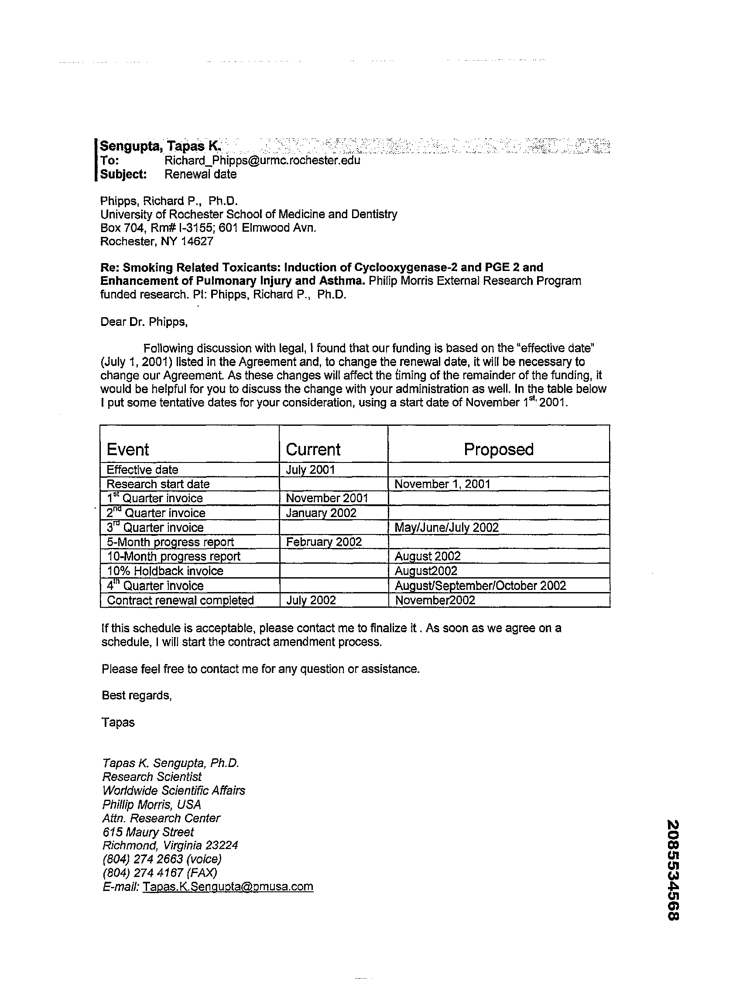 Sengupta, Tapas K.
To: Richard_Phipps@urmc.rochester.edu
Subject: Renewal date
Phipps, Richard P., Ph.D.
University of Rochester School of Medicine and Dentistry
Box 704, Rm# I-3155; 601 Elmwood Avn.
Rochester, NY 14627
Re: Smoking Related Toxicants: Induction of Cyclooxygenase-2 and PGE 2 and
Enhancement of Pulmonary Injury and Asthma. Philip Morris External Research Program
funded research. PI: Phipps, Richard P., Ph.D.
Dear Dr. Phipps,
Following discussion with legal, I found that our funding is based on the "effective date"
(July 1, 2001) listed in the Agreement and, to change the renewal date, it will be necessary to
change our Agreement. As these changes will affect the timing of the remainder of the funding, it
would be helpful for you to discuss the change with your administration as well. In the table below
I put some tentative dates for your consideration, using a start date of November 1st, 2001.
Event Current Proposed
Effective date July 2001
Research start date November 1, 2001
1st Quarter invoice November 2001
2nd Quarter invoice January 2002
3rd Quarter invoice May/June/July 2002
5-Month progress report February 2002
10-Month progress report August 2002
10% Holdback invoice August2002
4th Quarter invoice August/September/October 2002
Contract renewal completed July 2002 November2002
If this schedule is acceptable, please contact me to finalize it . As soon as we agree on a
schedule, I will start the contract amendment process.
Please feel free to contact me for any question or assistance.
Best regards,
Tapas
Tapas K. Sengupta, Ph.D.
Research Scientist
Worldwide Scientific Affairs
Phillip Morris, USA
Attn. Research Center
615 Maury Street
Richmond, Virginia 23224
(804) 274 2663 (voice)
(804) 274 4167 (FAX)
E-mail: Tapas.K.Sengupta@pmusa.com
2085534568